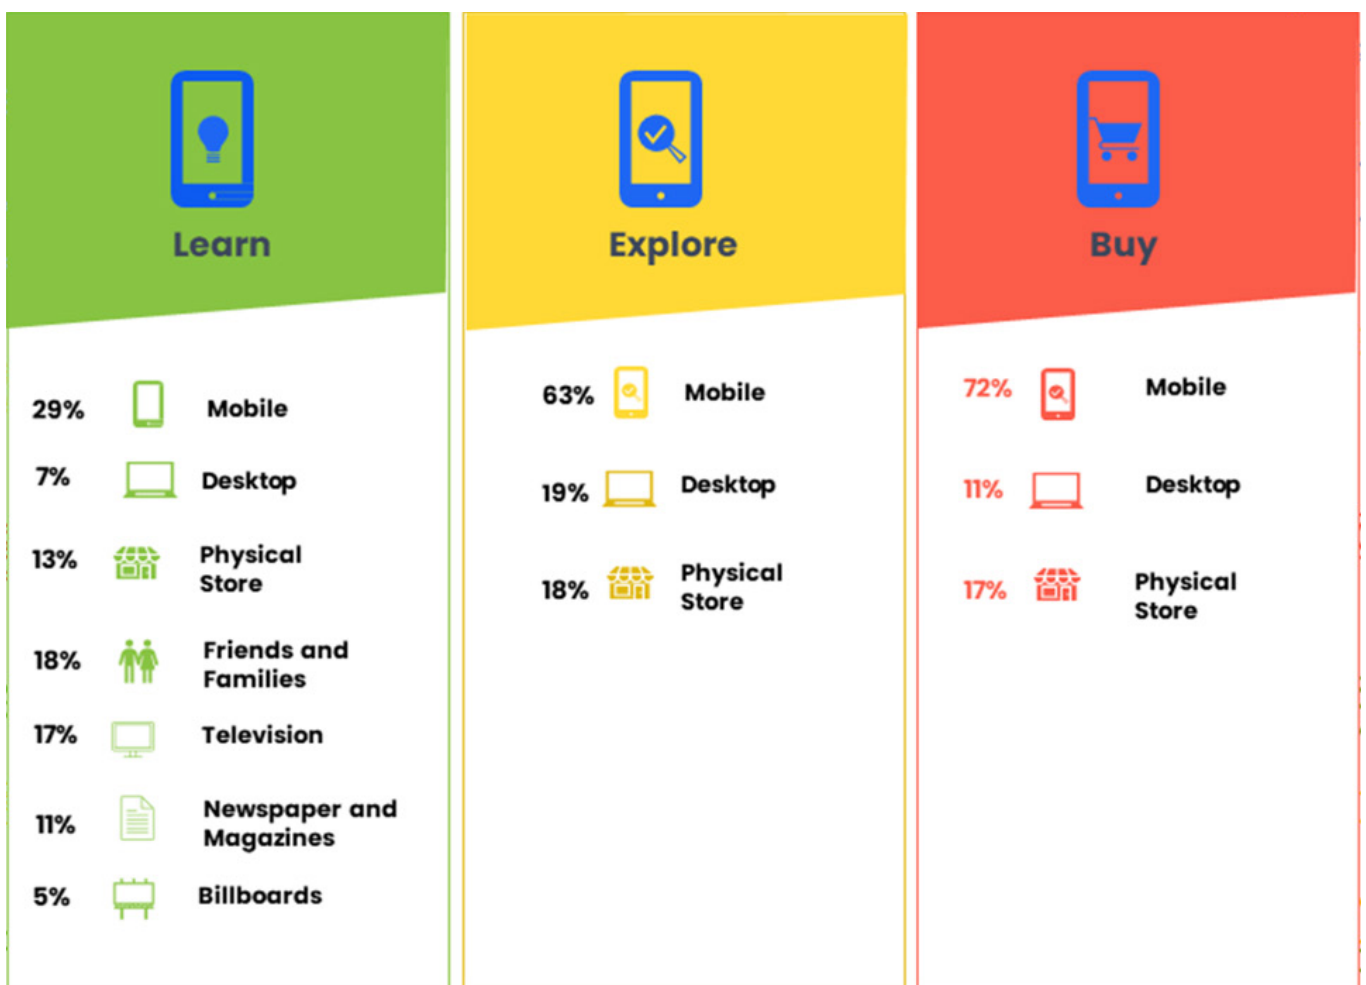 Learn
29% Mobile
7% Desktop
13% Physical
Store
18% Friends and
Families
17% Television
11% Newspaper and
Magazines
5% Billboards
Explore
63% Mobile
19% Desktop
18% Physical
Store
Buy
72% Mobile
11% Desktop
17% Physical
Store